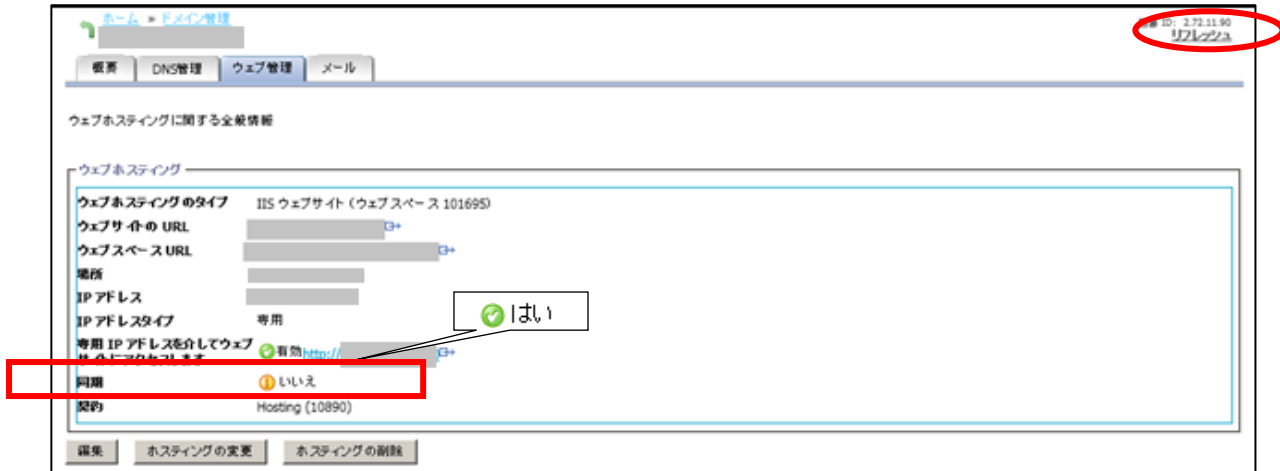 ホーム » ドメイン管理
ID: 2.72.11.90
リフレッシュ
概要 DNS管理 ウェブ管理 メール
ウェブホスティングに関する全般情報
ウェブホスティング
ウェブホスティングのタイプ IIS ウェブサイト (ウェブスペース 101695)
ウェブサイトの URL
ウェブスペース URL
場所
IP アドレス
はい
IP アドレスタイプ 専用
専用 IP アドレスを介してウェブ
サイトにアクセスします 有効 http://
同期 いいえ
契約 Hosting (10890)
編集 ホスティングの変更 ホスティングの削除